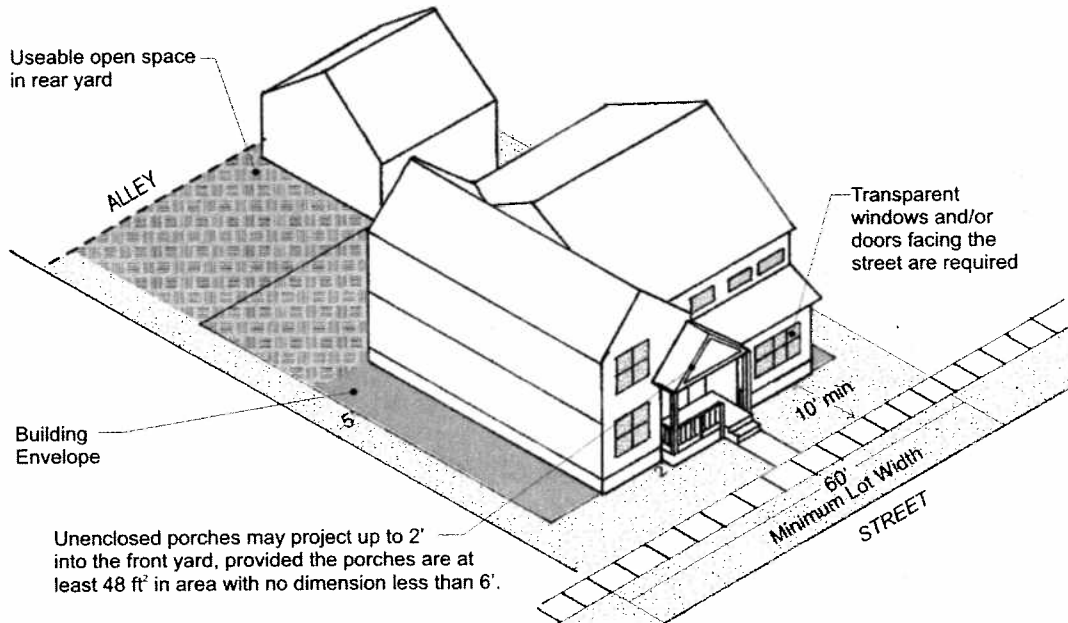 Useable open space
in rear yard
ALLEY
Transparent
windows and/or
doors facing the
street are required
10' min
5'
Building
Envelope
2'
60'
Minimum Lot Width
STREET
Unenclosed porches may project up to 2'
into the front yard, provided the porches are at
least 48 ft² in area with no dimension less than 6'.